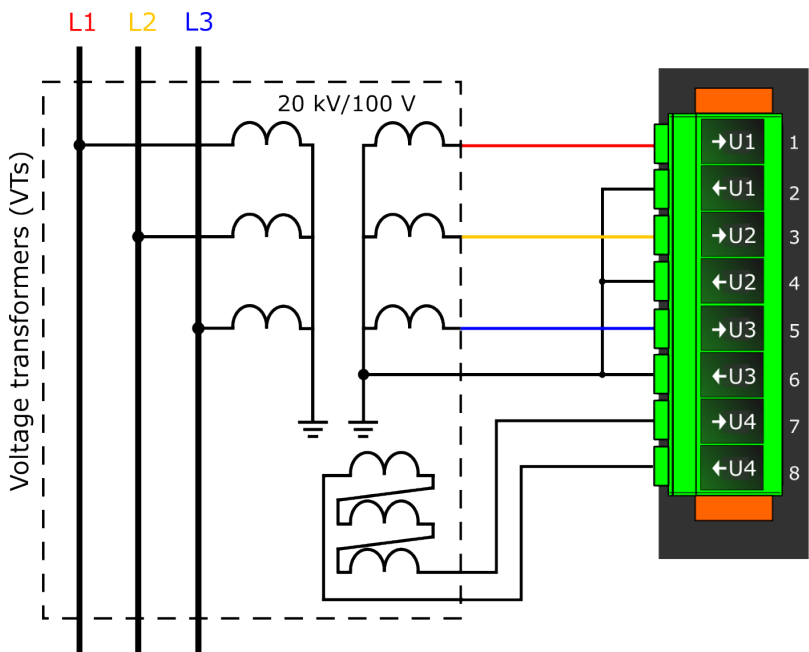 L1 L2 L3
20 kV/100 V
Voltage transformers (VTs)
→U1 1
←U1 2
→U2 3
←U2 4
→U3 5
←U3 6
→U4 7
←U4 8